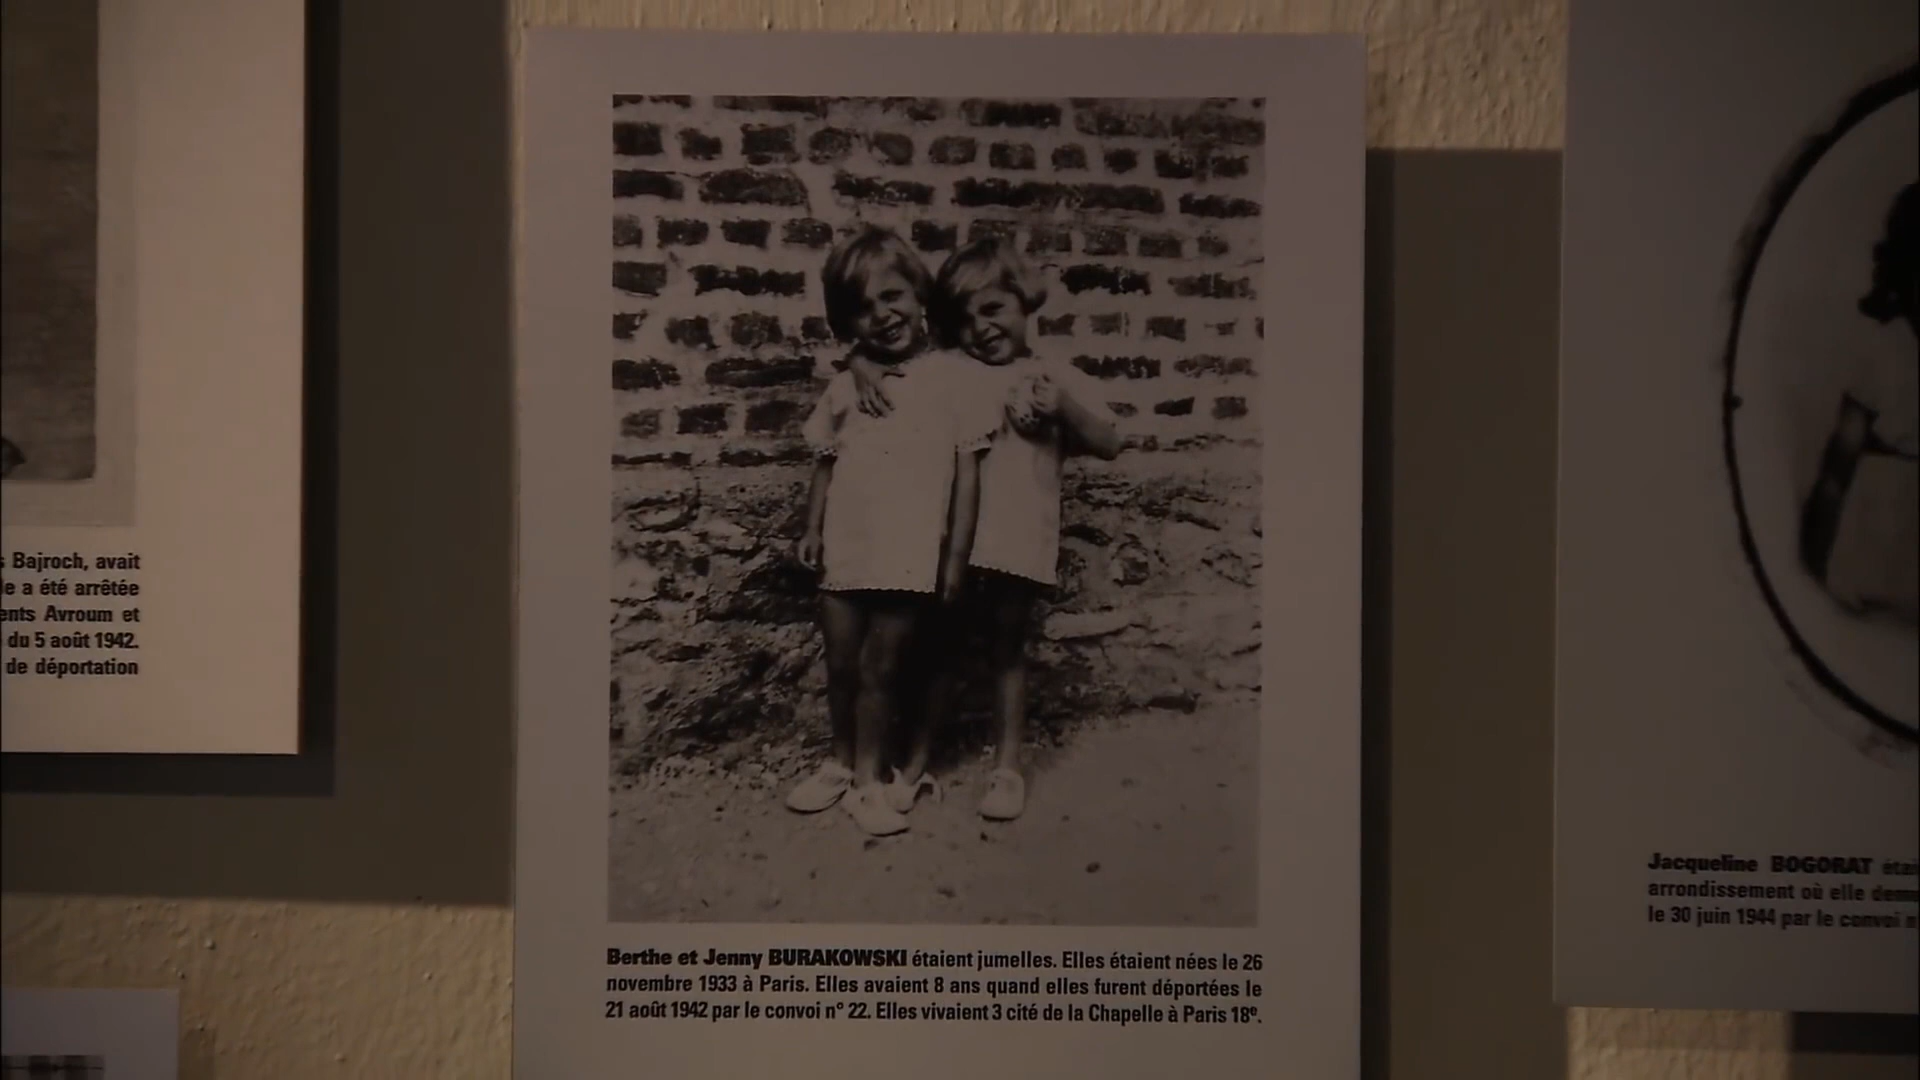 Bajroch, avait
a été arrêtée
Avroum et
du 5 août 1942.
de déportation
Berthe et Jenny BURAKOWSKI étaient jumelles. Elles étaient nées le 26
novembre 1933 à Paris. Elles avaient 8 ans quand elles furent déportées le
21 août 1942 par le convoi n° 22. Elles vivaient 3 cité de la Chapelle à Paris 18e.
Jacqueline BOGORAT
arrondissement où elle
le 30 juin 1944 par le convoi